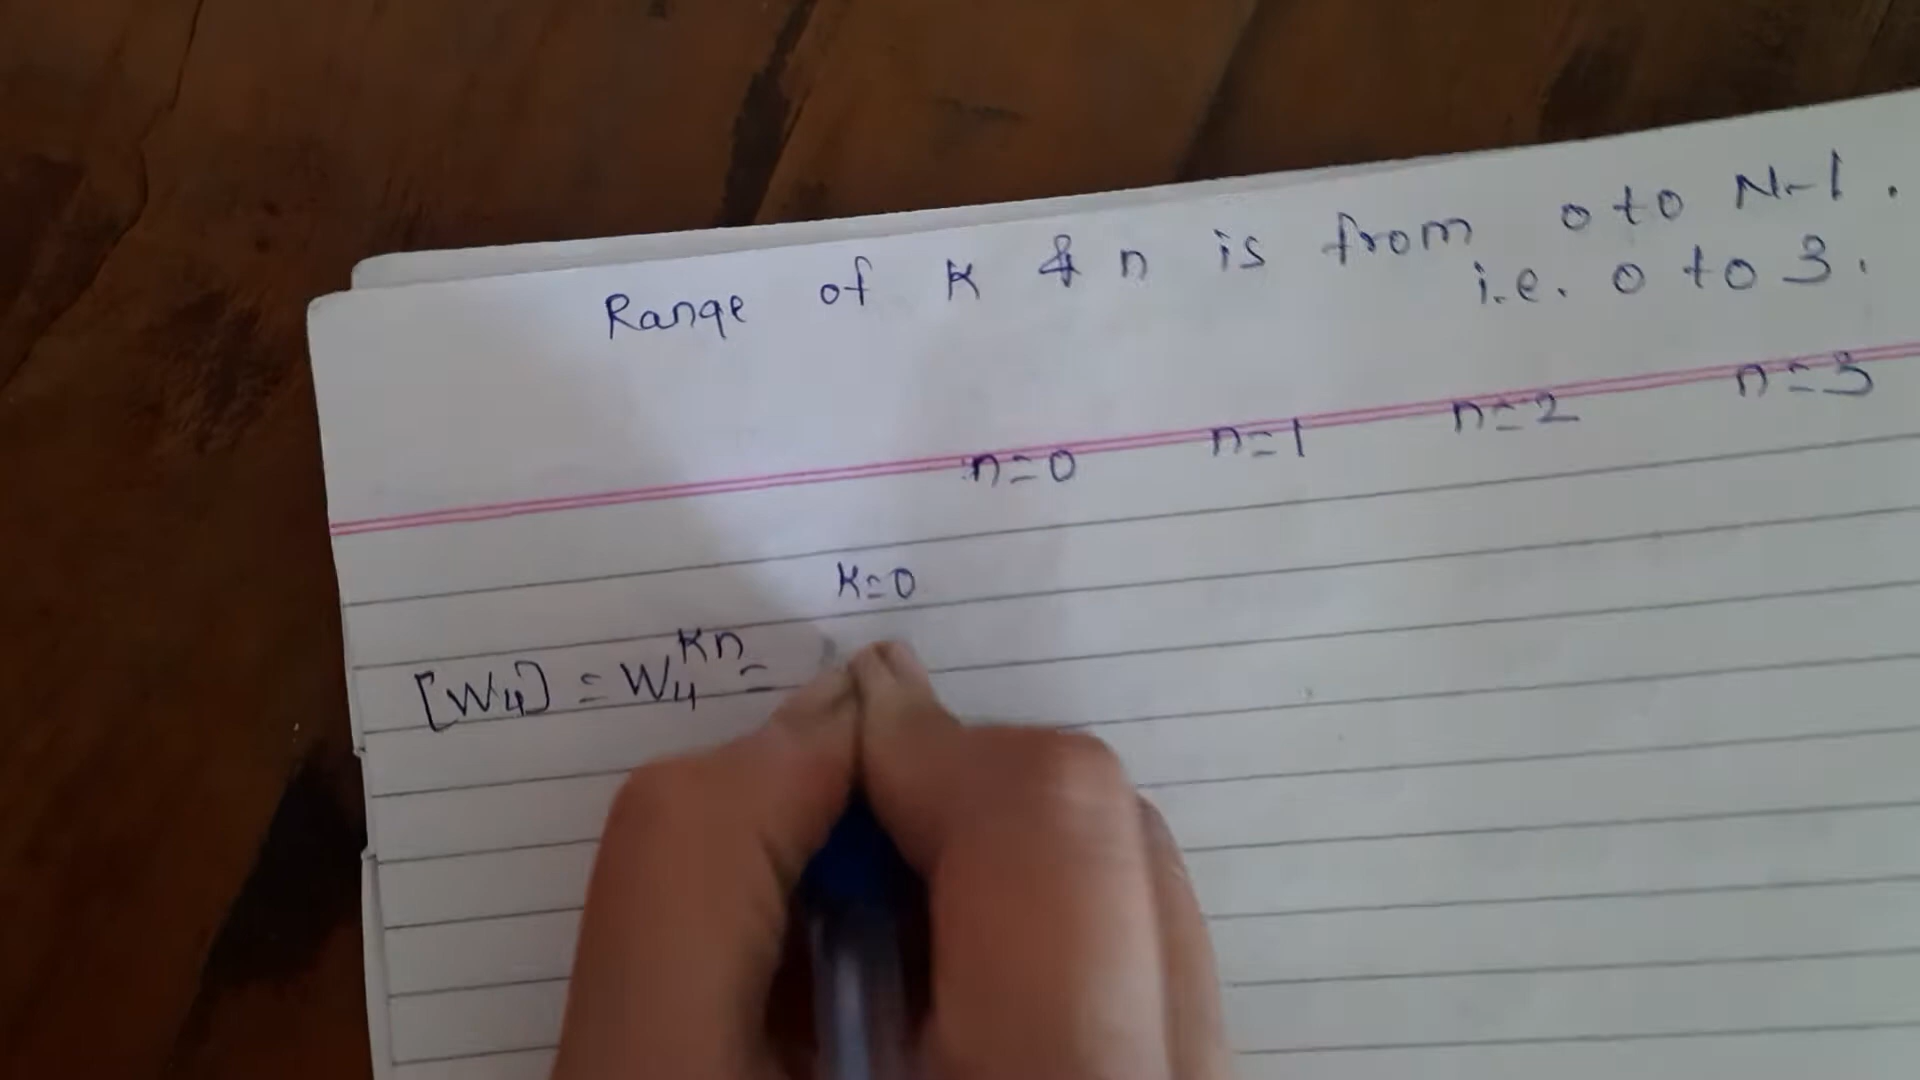 Range of K & n is from 0 to N-1.
i.e. 0 to 3.
n=0 n=1 n=2 n=3
K=0
[W4] = W4^Kn =